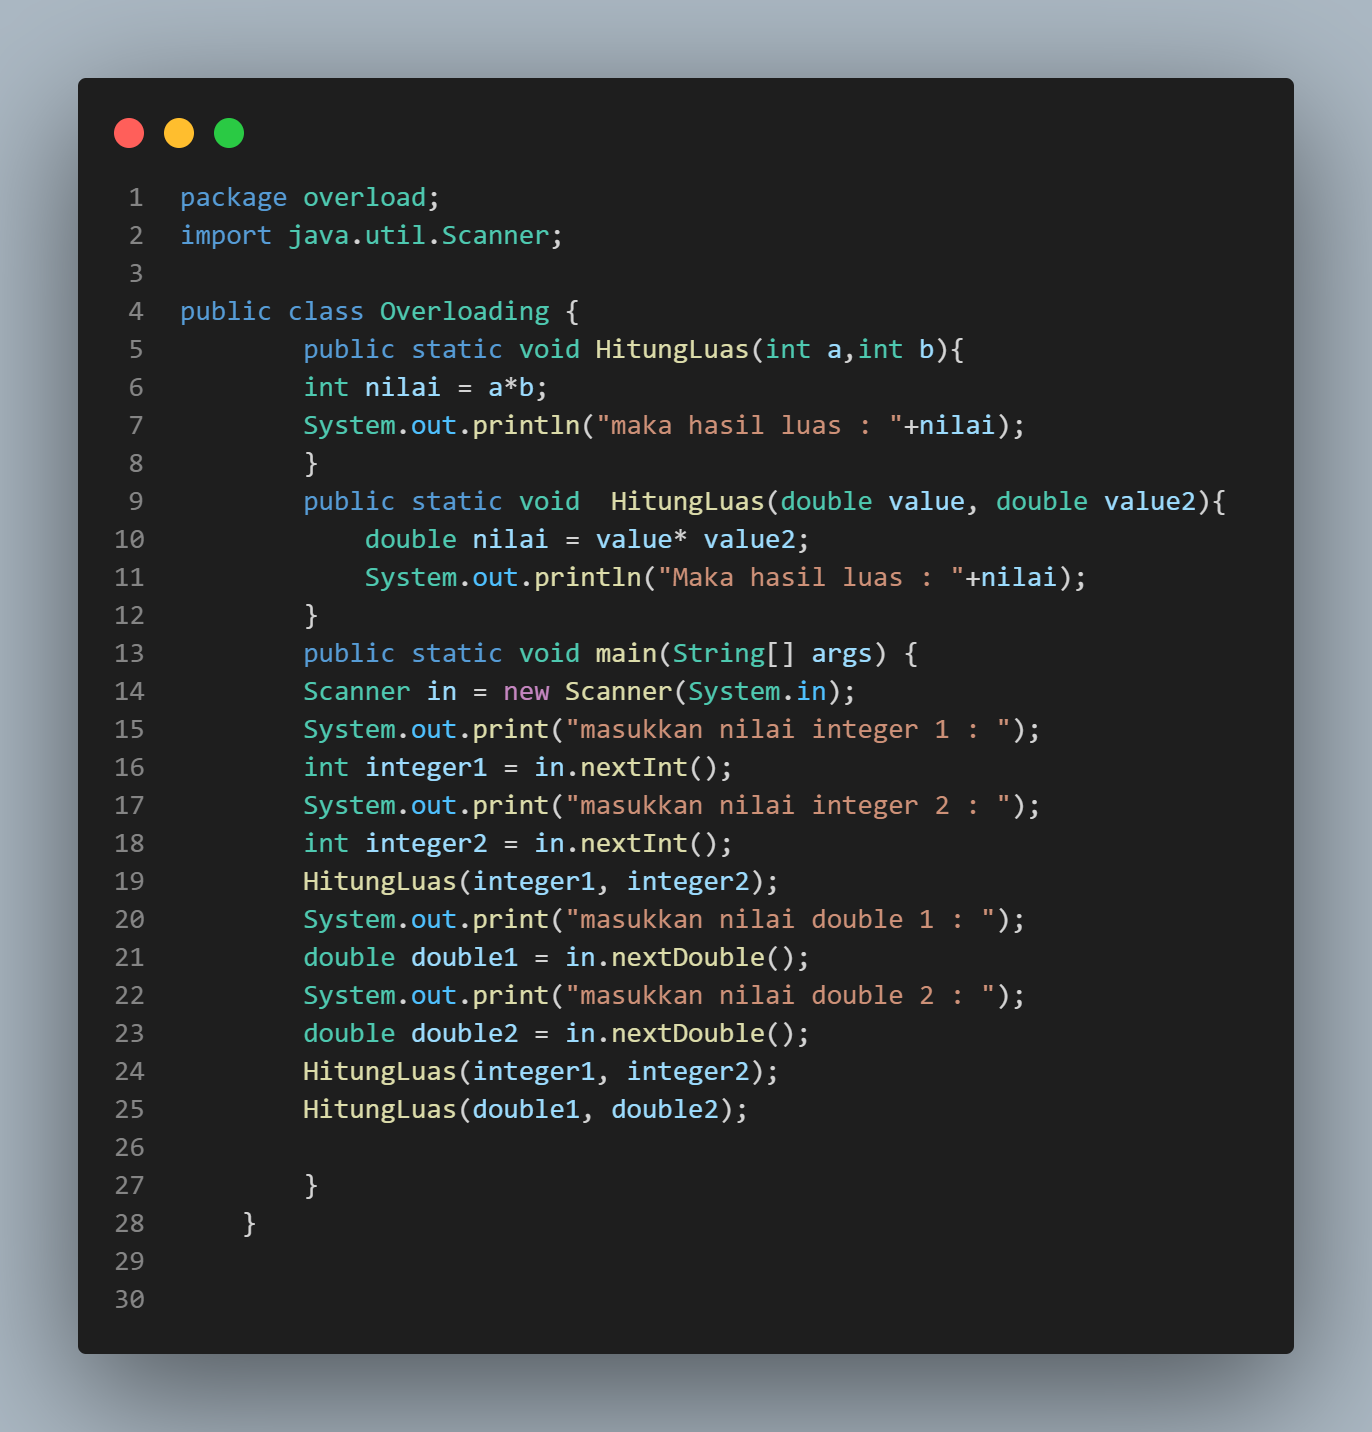 1 package overload;
2 import java.util.Scanner;
3
4 public class Overloading {
5         public static void HitungLuas(int a,int b){
6         int nilai = a*b;
7         System.out.println("maka hasil luas : "+nilai);
8         }
9         public static void  HitungLuas(double value, double value2){
10             double nilai = value* value2;
11             System.out.println("Maka hasil luas : "+nilai);
12         }
13         public static void main(String[] args) {
14         Scanner in = new Scanner(System.in);
15         System.out.print("masukkan nilai integer 1 : ");
16         int integer1 = in.nextInt();
17         System.out.print("masukkan nilai integer 2 : ");
18         int integer2 = in.nextInt();
19         HitungLuas(integer1, integer2);
20         System.out.print("masukkan nilai double 1 : ");
21         double double1 = in.nextDouble();
22         System.out.print("masukkan nilai double 2 : ");
23         double double2 = in.nextDouble();
24         HitungLuas(integer1, integer2);
25         HitungLuas(double1, double2);
26
27         }
28     }
29
30